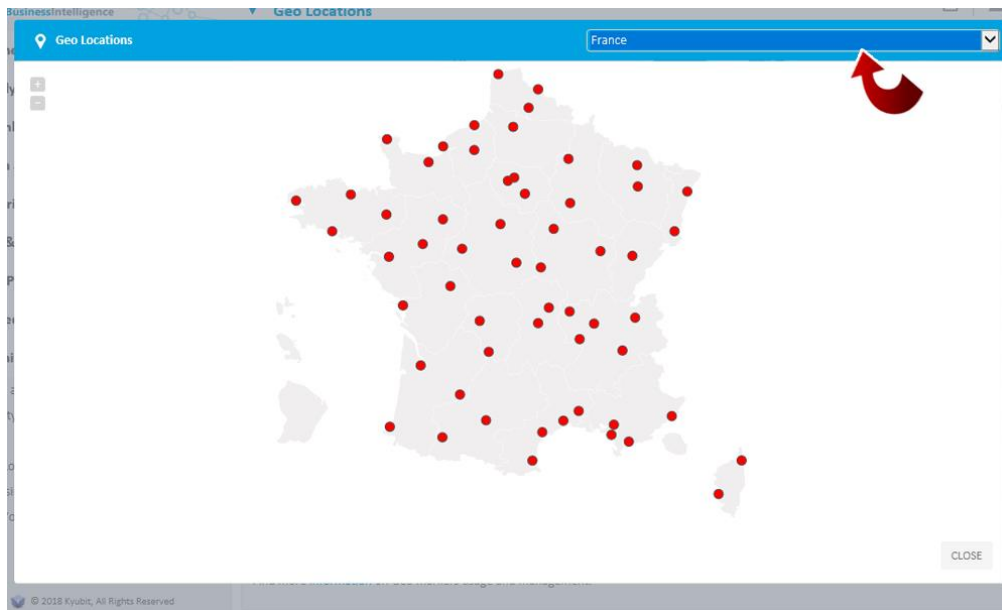 BusinessIntelligence
Geo Locations
Geo Locations
France
+
−
CLOSE
© 2018 Kyubit, All Rights Reserved